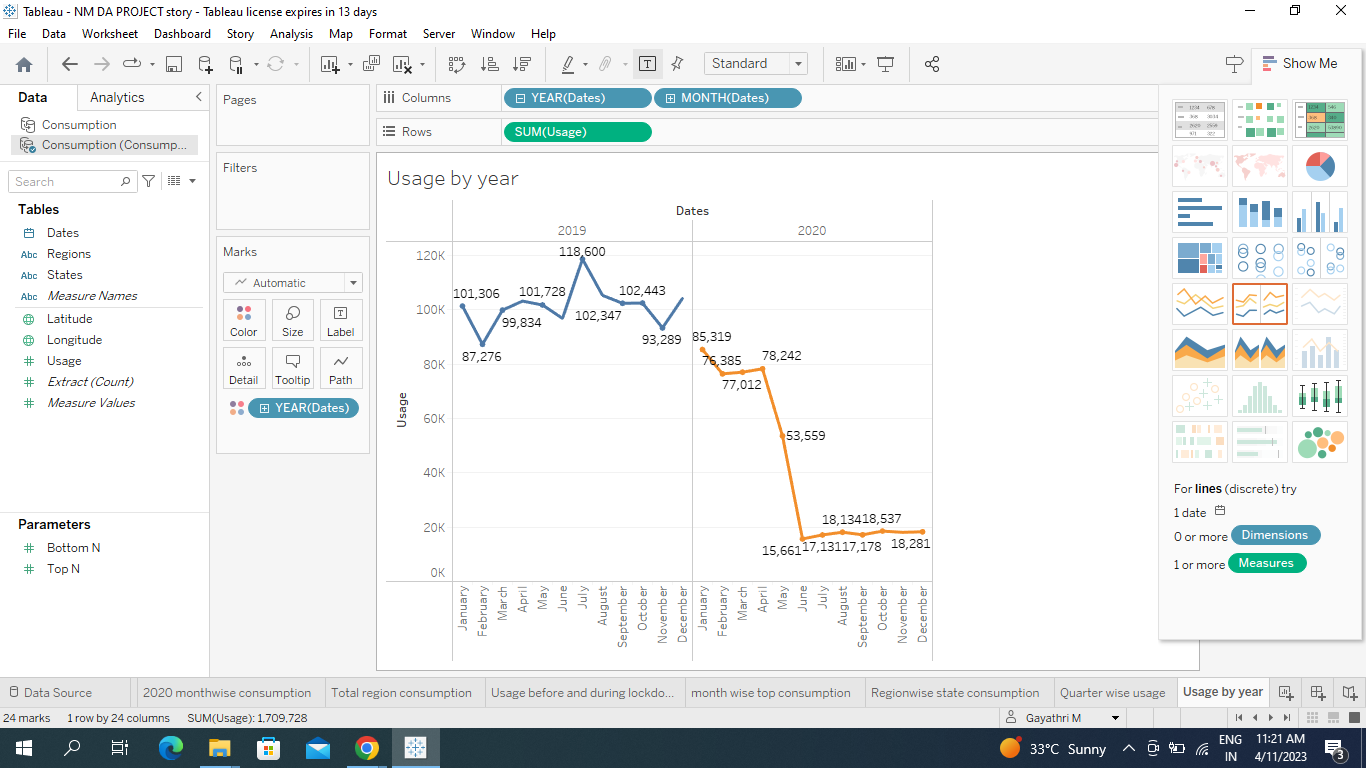 Tableau - NM DA PROJECT story - Tableau license expires in 13 days
File Data Worksheet Dashboard Story Analysis Map Format Server Window Help
Standard
Show Me
Data Analytics
Consumption
Consumption (Consump...
Search
Tables
Dates
Abc Regions
Abc States
Abc Measure Names
Latitude
Longitude
Usage
Extract (Count)
Measure Values
Parameters
Bottom N
Top N
Pages
Filters
Marks
Automatic
Color Size Label
Detail Tooltip Path
YEAR(Dates)
Columns YEAR(Dates) MONTH(Dates)
Rows SUM(Usage)
Usage by year
Dates
2019 2020
Usage
120K
100K
80K
60K
40K
20K
0K
118,600
101,306
101,728
102,443
99,834
102,347
87,276
93,289
85,319
76,385
78,242
77,012
53,559
18,134
18,537
15,661
17,131
17,178
18,281
January
February
March
April
May
June
July
August
September
October
November
December
January
February
March
April
May
June
July
August
September
October
November
December
For lines (discrete) try
1 date
0 or more Dimensions
1 or more Measures
Data Source 2020 monthwise consumption Total region consumption Usage before and during lockdo... month wise top consumption Regionwise state consumption Quarter wise usage Usage by year
24 marks 1 row by 24 columns SUM(Usage): 1,709,728
Gayathri M
33°C Sunny
ENG
IN
11:21 AM
4/11/2023
3